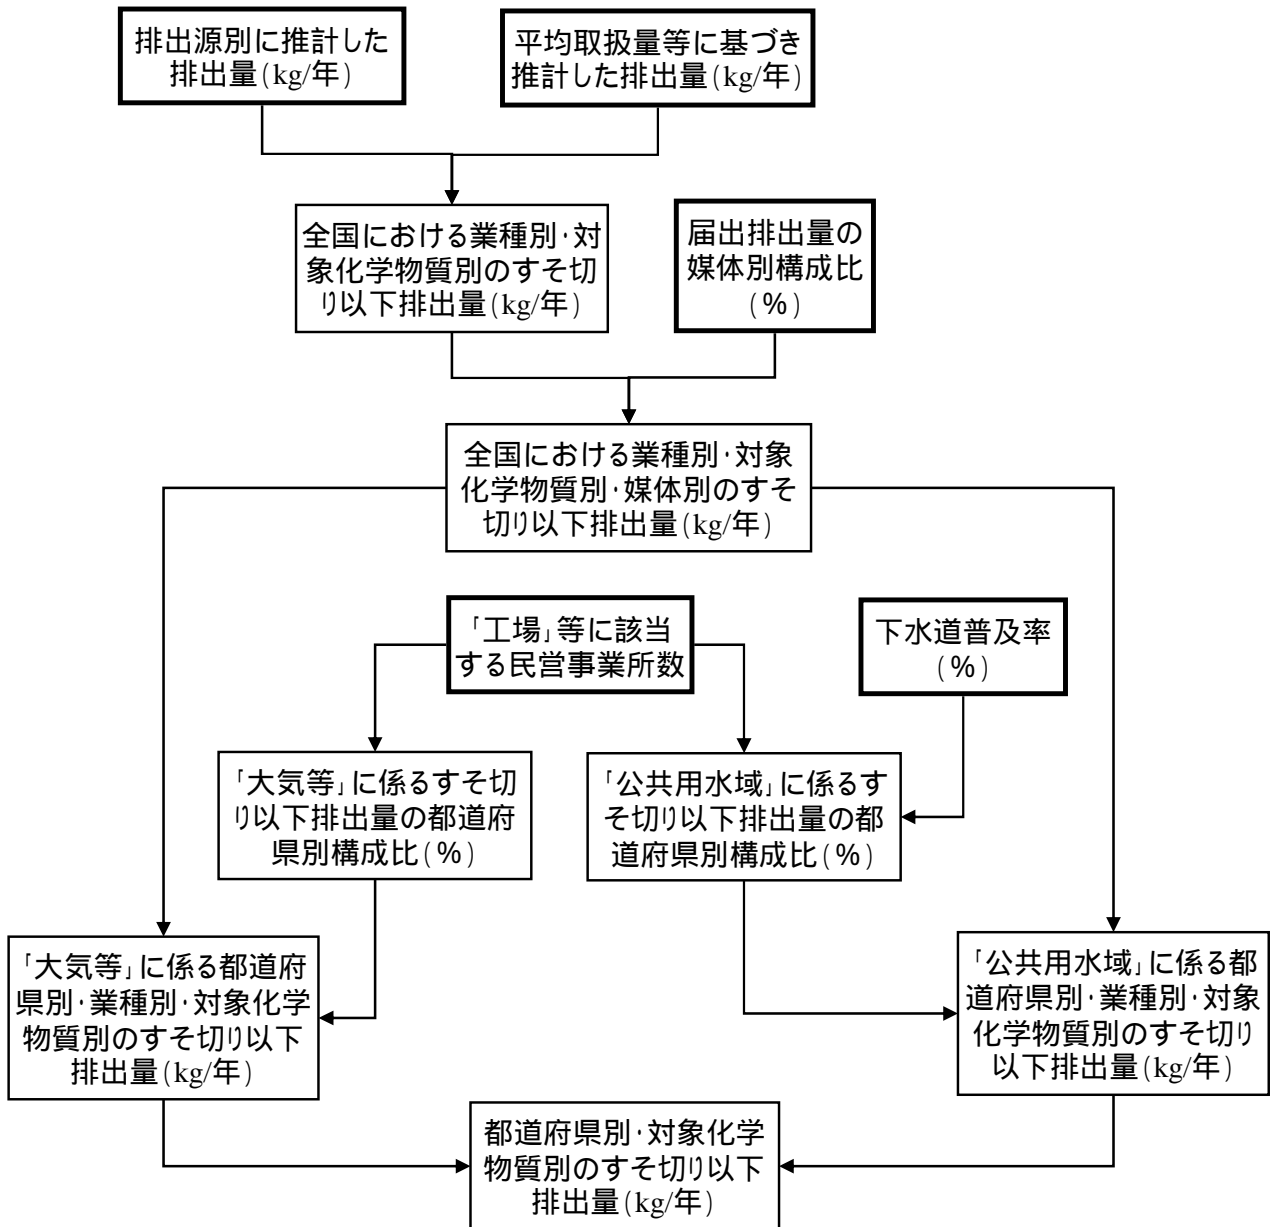 排出源別に推計した
排出量(kg/年)
平均取扱量等に基づき
推計した排出量(kg/年)
全国における業種別・対
象化学物質別のすそ切
り以下排出量(kg/年)
届出排出量の
媒体別構成比
(%)
全国における業種別・対象
化学物質別・媒体別のすそ
切り以下排出量(kg/年)
「工場」等に該当
する民営事業所数
下水道普及率
(%)
「大気等」に係るすそ切
り以下排出量の都道府
県別構成比(%)
「公共用水域」に係るす
そ切り以下排出量の都
道府県別構成比(%)
「大気等」に係る都道府
県別・業種別・対象化学
物質別のすそ切り以下
排出量(kg/年)
「公共用水域」に係る都
道府県別・業種別・対象
化学物質別のすそ切り
以下排出量(kg/年)
都道府県別・対象化学
物質別のすそ切り以下
排出量(kg/年)